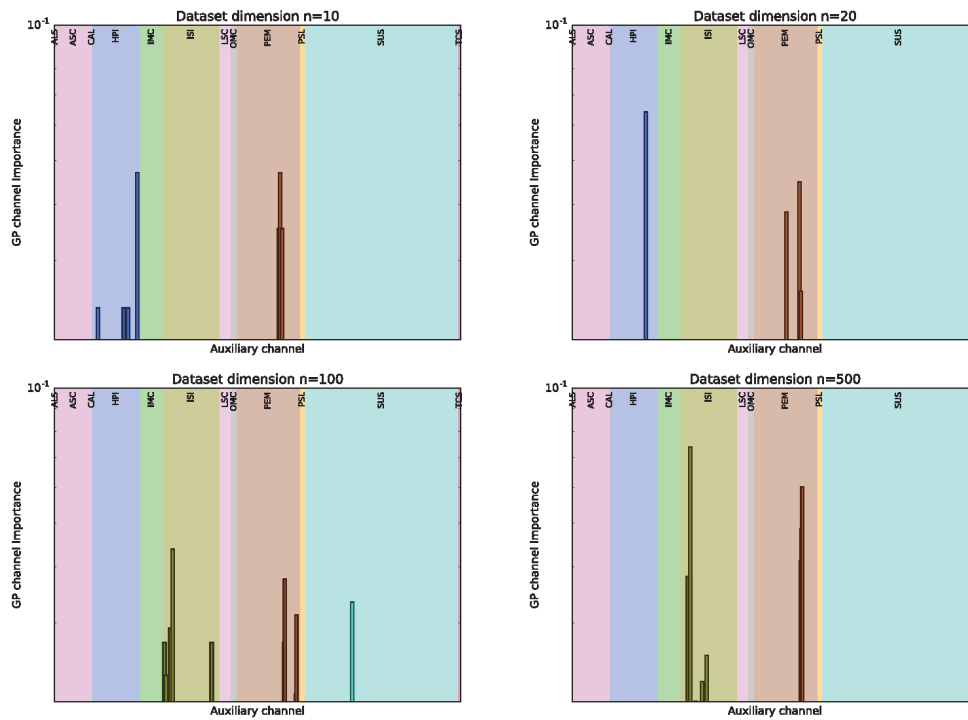 Dataset dimension n=10
10-1
ALS ASC CAL HPI IMC ISI LSC OMC PEM PSL SUS TCS
GP channel Importance
Auxiliary channel
Dataset dimension n=20
10-1
ALS ASC CAL HPI IMC ISI LSC OMC PEM PSL SUS
GP channel Importance
Auxiliary channel
Dataset dimension n=100
10-1
ALS ASC CAL HPI IMC ISI LSC OMC PEM PSL SUS TCS
GP channel Importance
Auxiliary channel
Dataset dimension n=500
10-1
ALS ASC CAL HPI IMC ISI LSC OMC PEM PSL SUS
GP channel Importance
Auxiliary channel